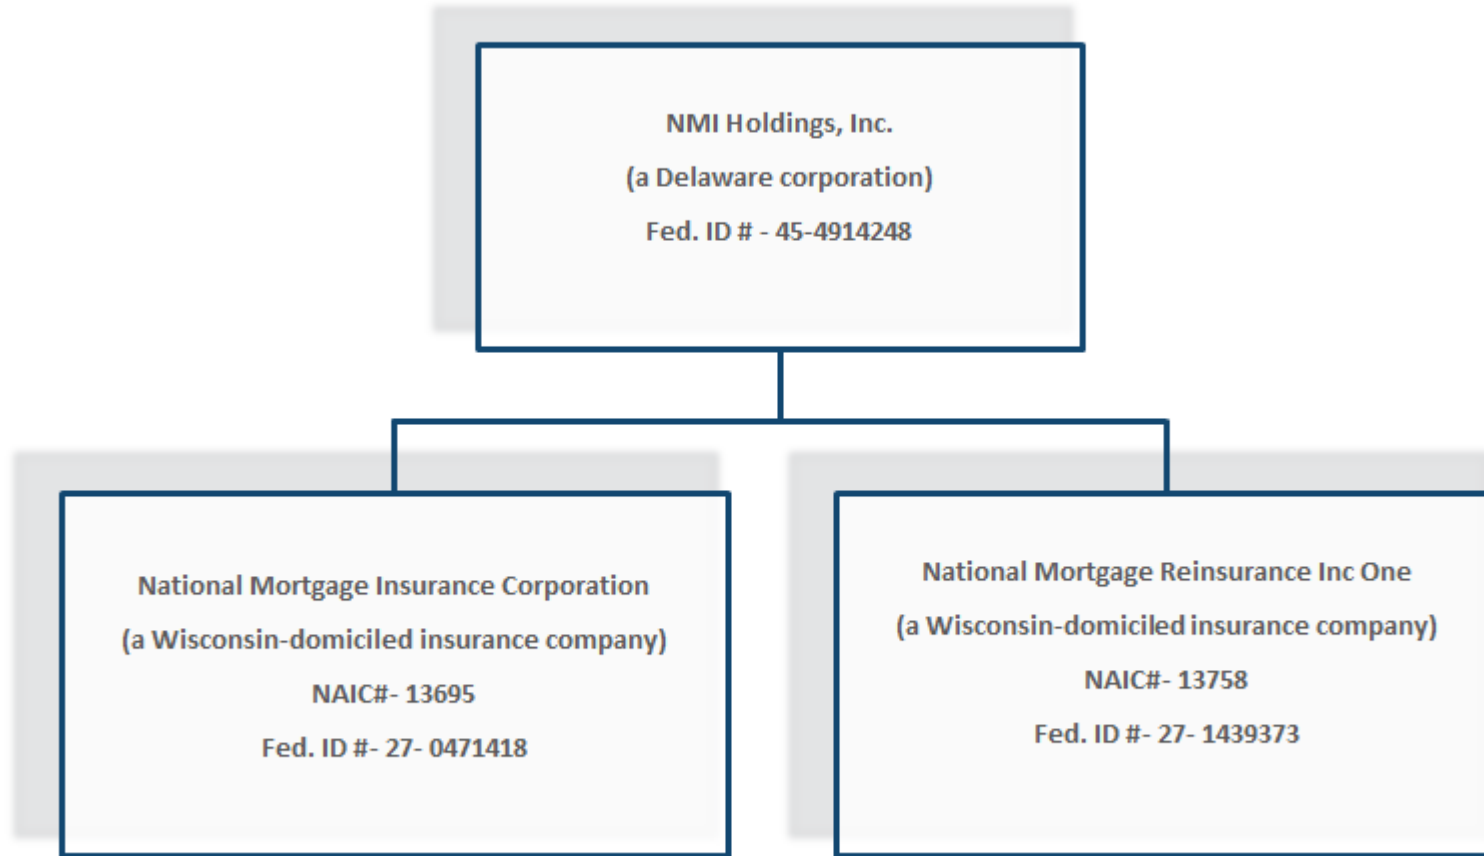 NMI Holdings, Inc.
(a Delaware corporation)
Fed. ID # - 45-4914248
National Mortgage Insurance Corporation
(a Wisconsin-domiciled insurance company)
NAIC#- 13695
Fed. ID #- 27- 0471418
National Mortgage Reinsurance Inc One
(a Wisconsin-domiciled insurance company)
NAIC#- 13758
Fed. ID #- 27- 1439373